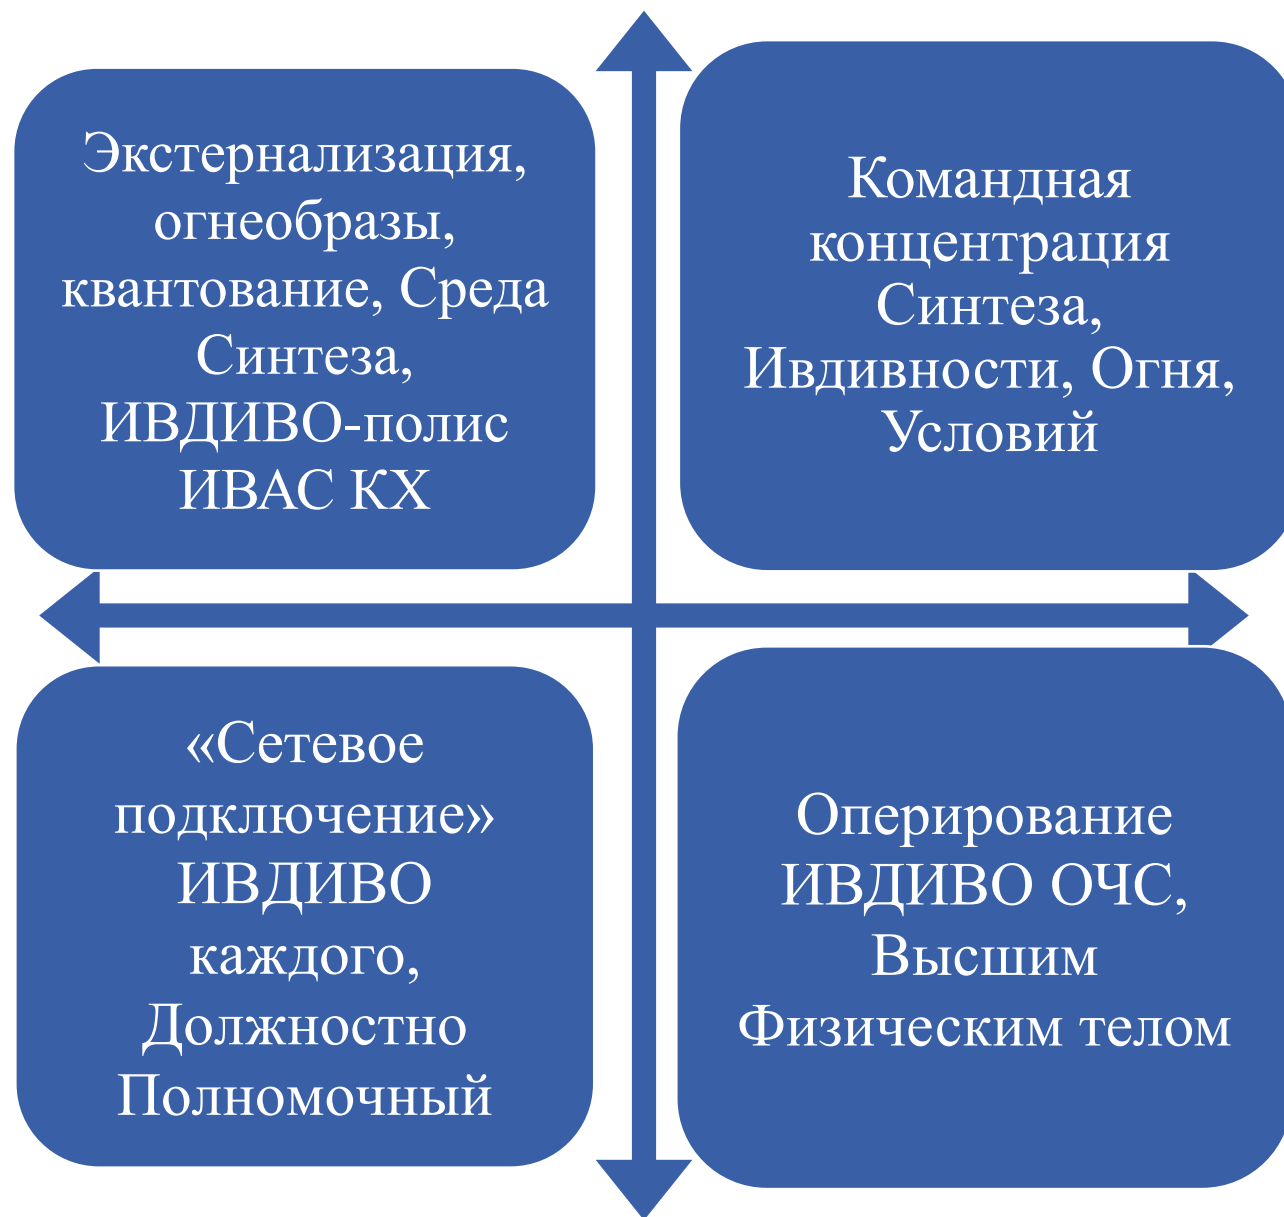 Экстернализация,
огнеобразы,
квантование, Среда
Синтеза,
ИВДИВО-полис
ИВАС КХ
Командная
концентрация
Синтеза,
Ивдивности, Огня,
Условий
«Сетевое
подключение»
ИВДИВО
каждого,
Должностно
Полномочный
Оперирование
ИВДИВО ОЧС,
Высшим
Физическим телом